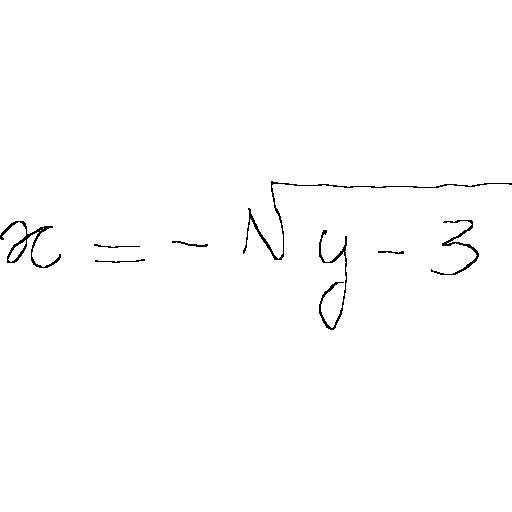 x = -√(y - 3)